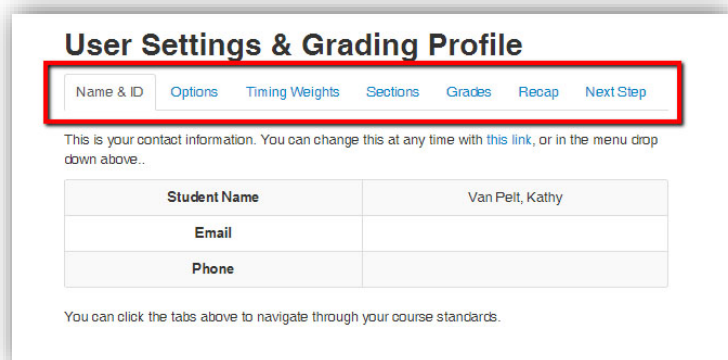 User Settings & Grading Profile
Name & ID Options Timing Weights Sections Grades Recap Next Step
This is your contact information. You can change this at any time with this link, or in the menu drop
down above..
Student Name Van Pelt, Kathy
Email
Phone
You can click the tabs above to navigate through your course standards.